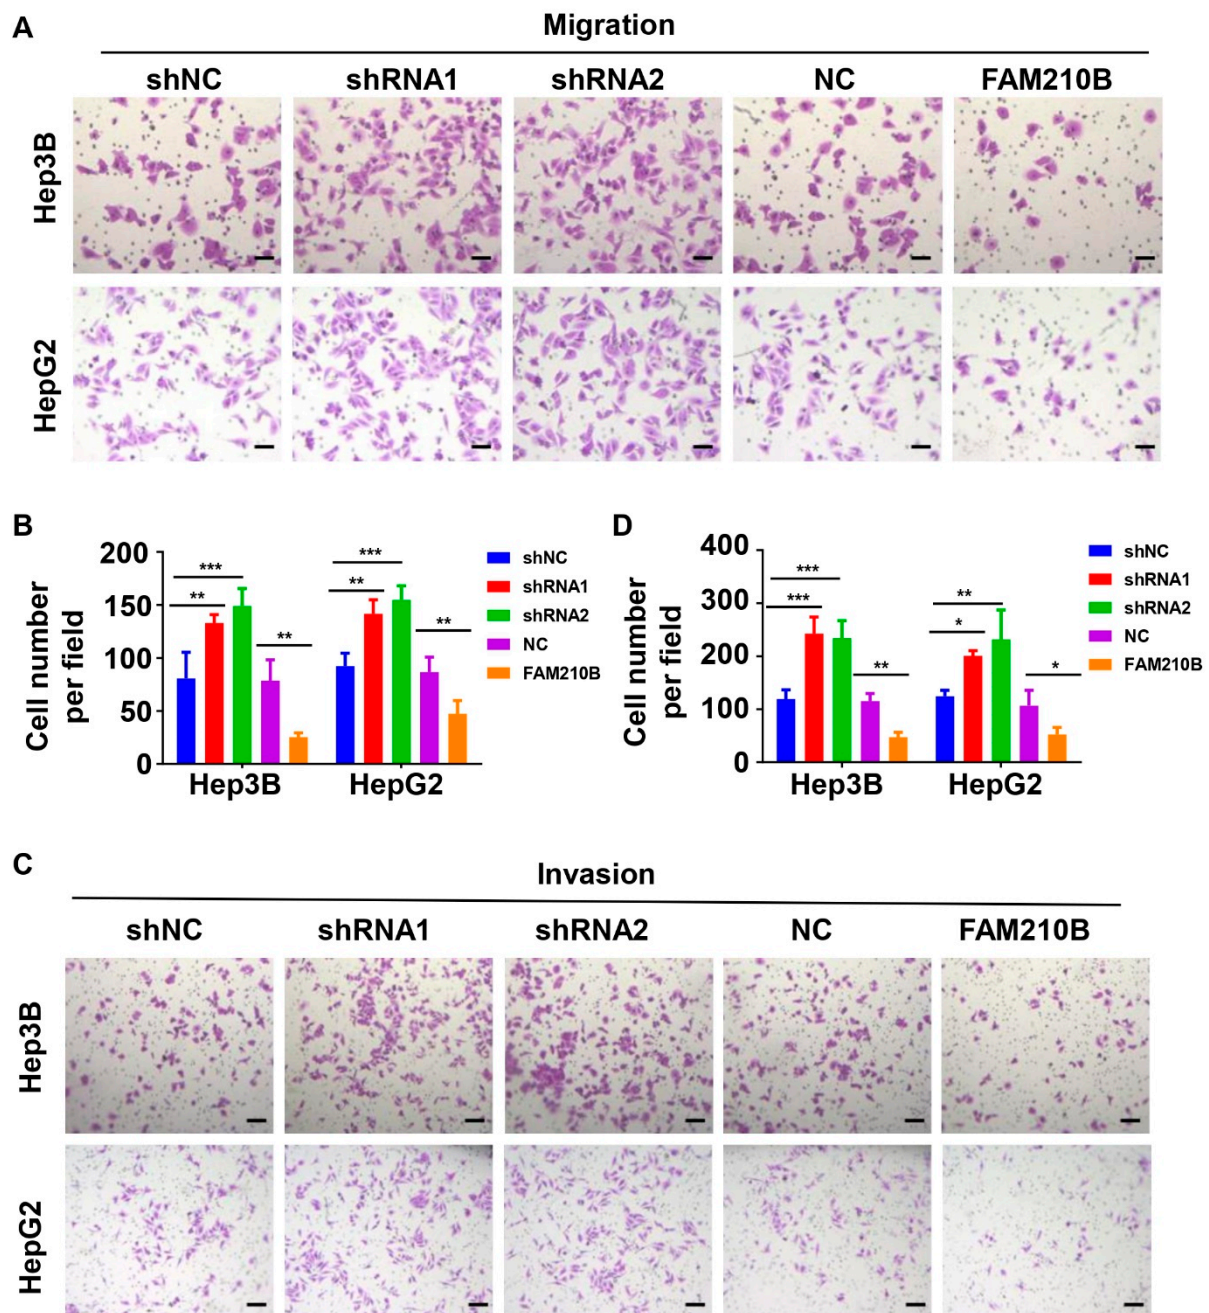 A
Migration
shNC shRNA1 shRNA2 NC FAM210B
Hep3B
HepG2
B
Cell number
per field
200
150
100
50
0
*** ** **
*** ** **
Hep3B HepG2
shNC
shRNA1
shRNA2
NC
FAM210B
D
Cell number
per field
400
300
200
100
0
*** *** **
** * *
Hep3B HepG2
shNC
shRNA1
shRNA2
NC
FAM210B
C
Invasion
shNC shRNA1 shRNA2 NC FAM210B
Hep3B
HepG2